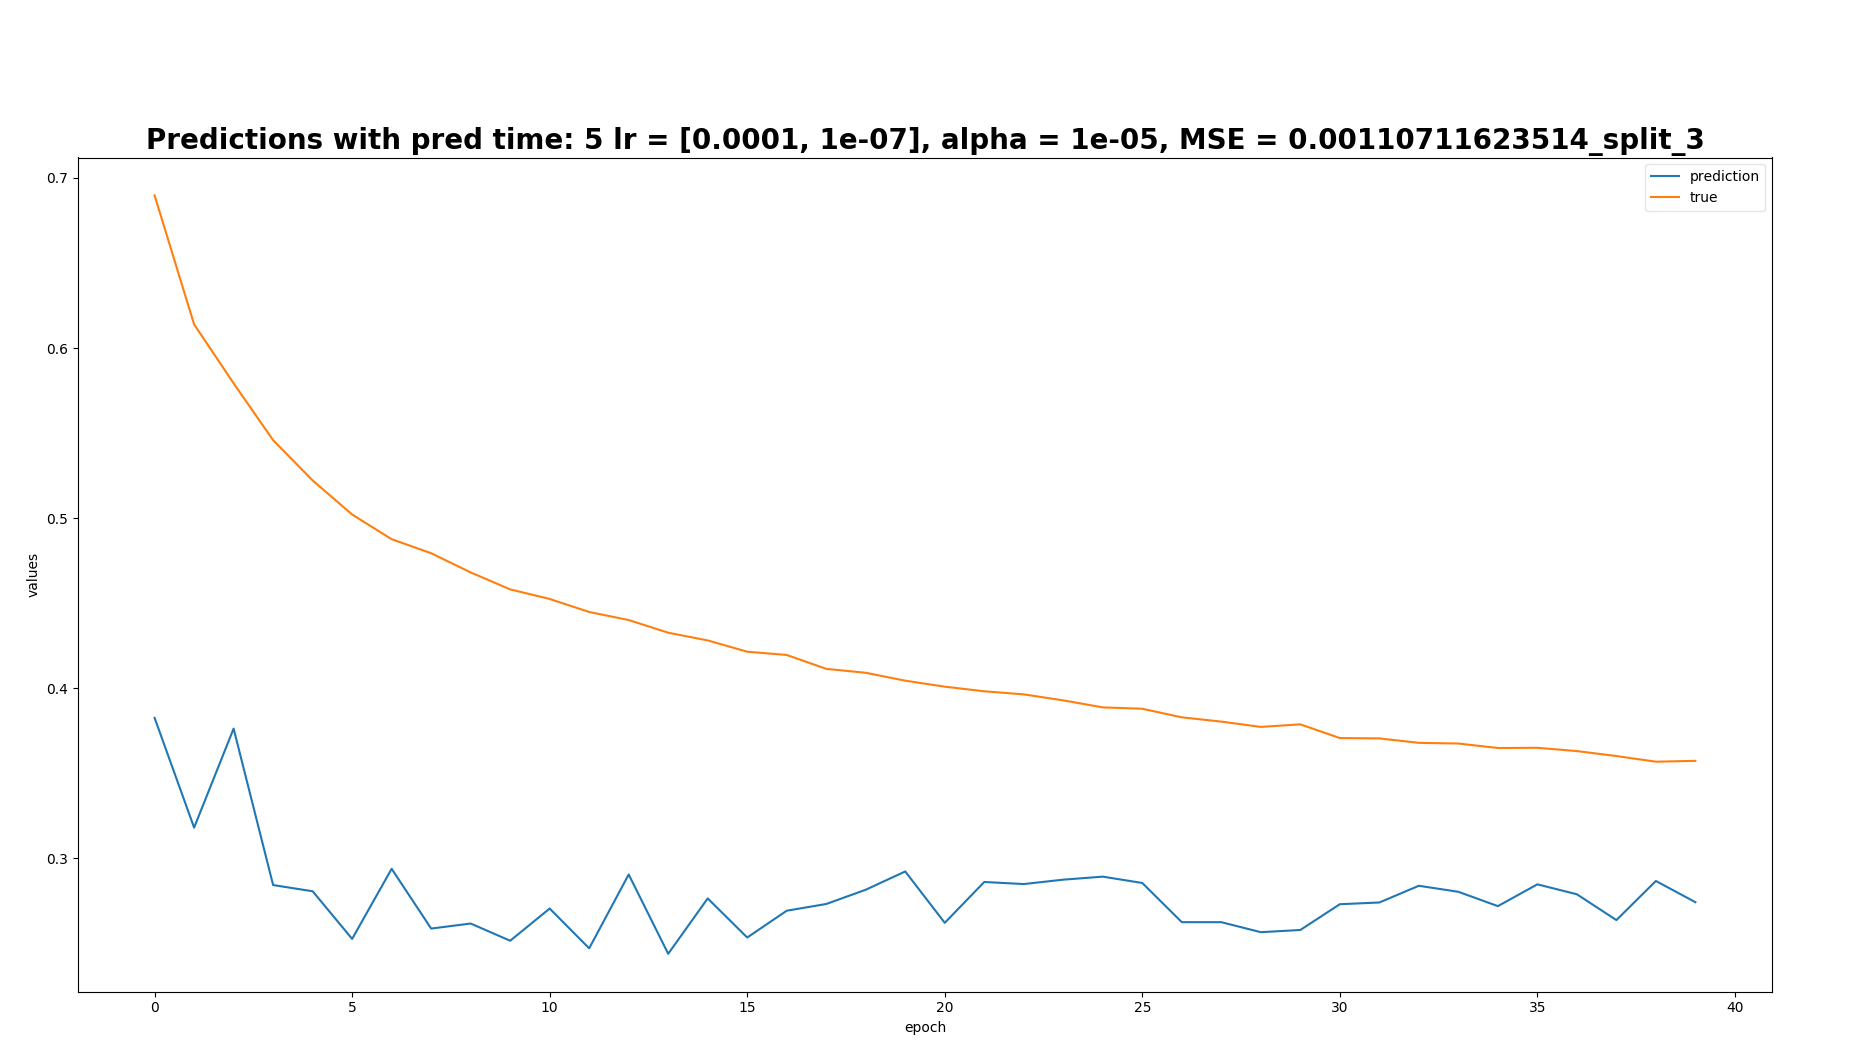 Predictions with pred time: 5 lr = [0.0001, 1e-07], alpha = 1e-05, MSE = 0.00110711623514_split_3
prediction
true
0.7
0.6
0.5
0.4
0.3
values
0 5 10 15 20 25 30 35 40
epoch